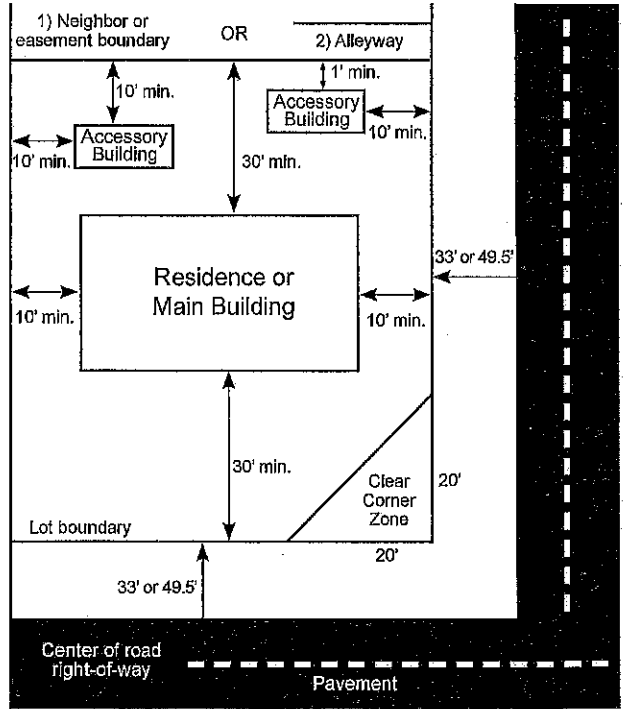 1) Neighbor or
easement boundary
OR
2) Alleyway
10' min.
1' min.
Accessory
Building
10' min.
Accessory
Building
10' min.
30' min.
33' or 49.5'
Residence or
Main Building
10' min.
10' min.
30' min.
Clear
Corner
Zone
20'
Lot boundary
20'
33' or 49.5'
Center of road
right-of-way
Pavement